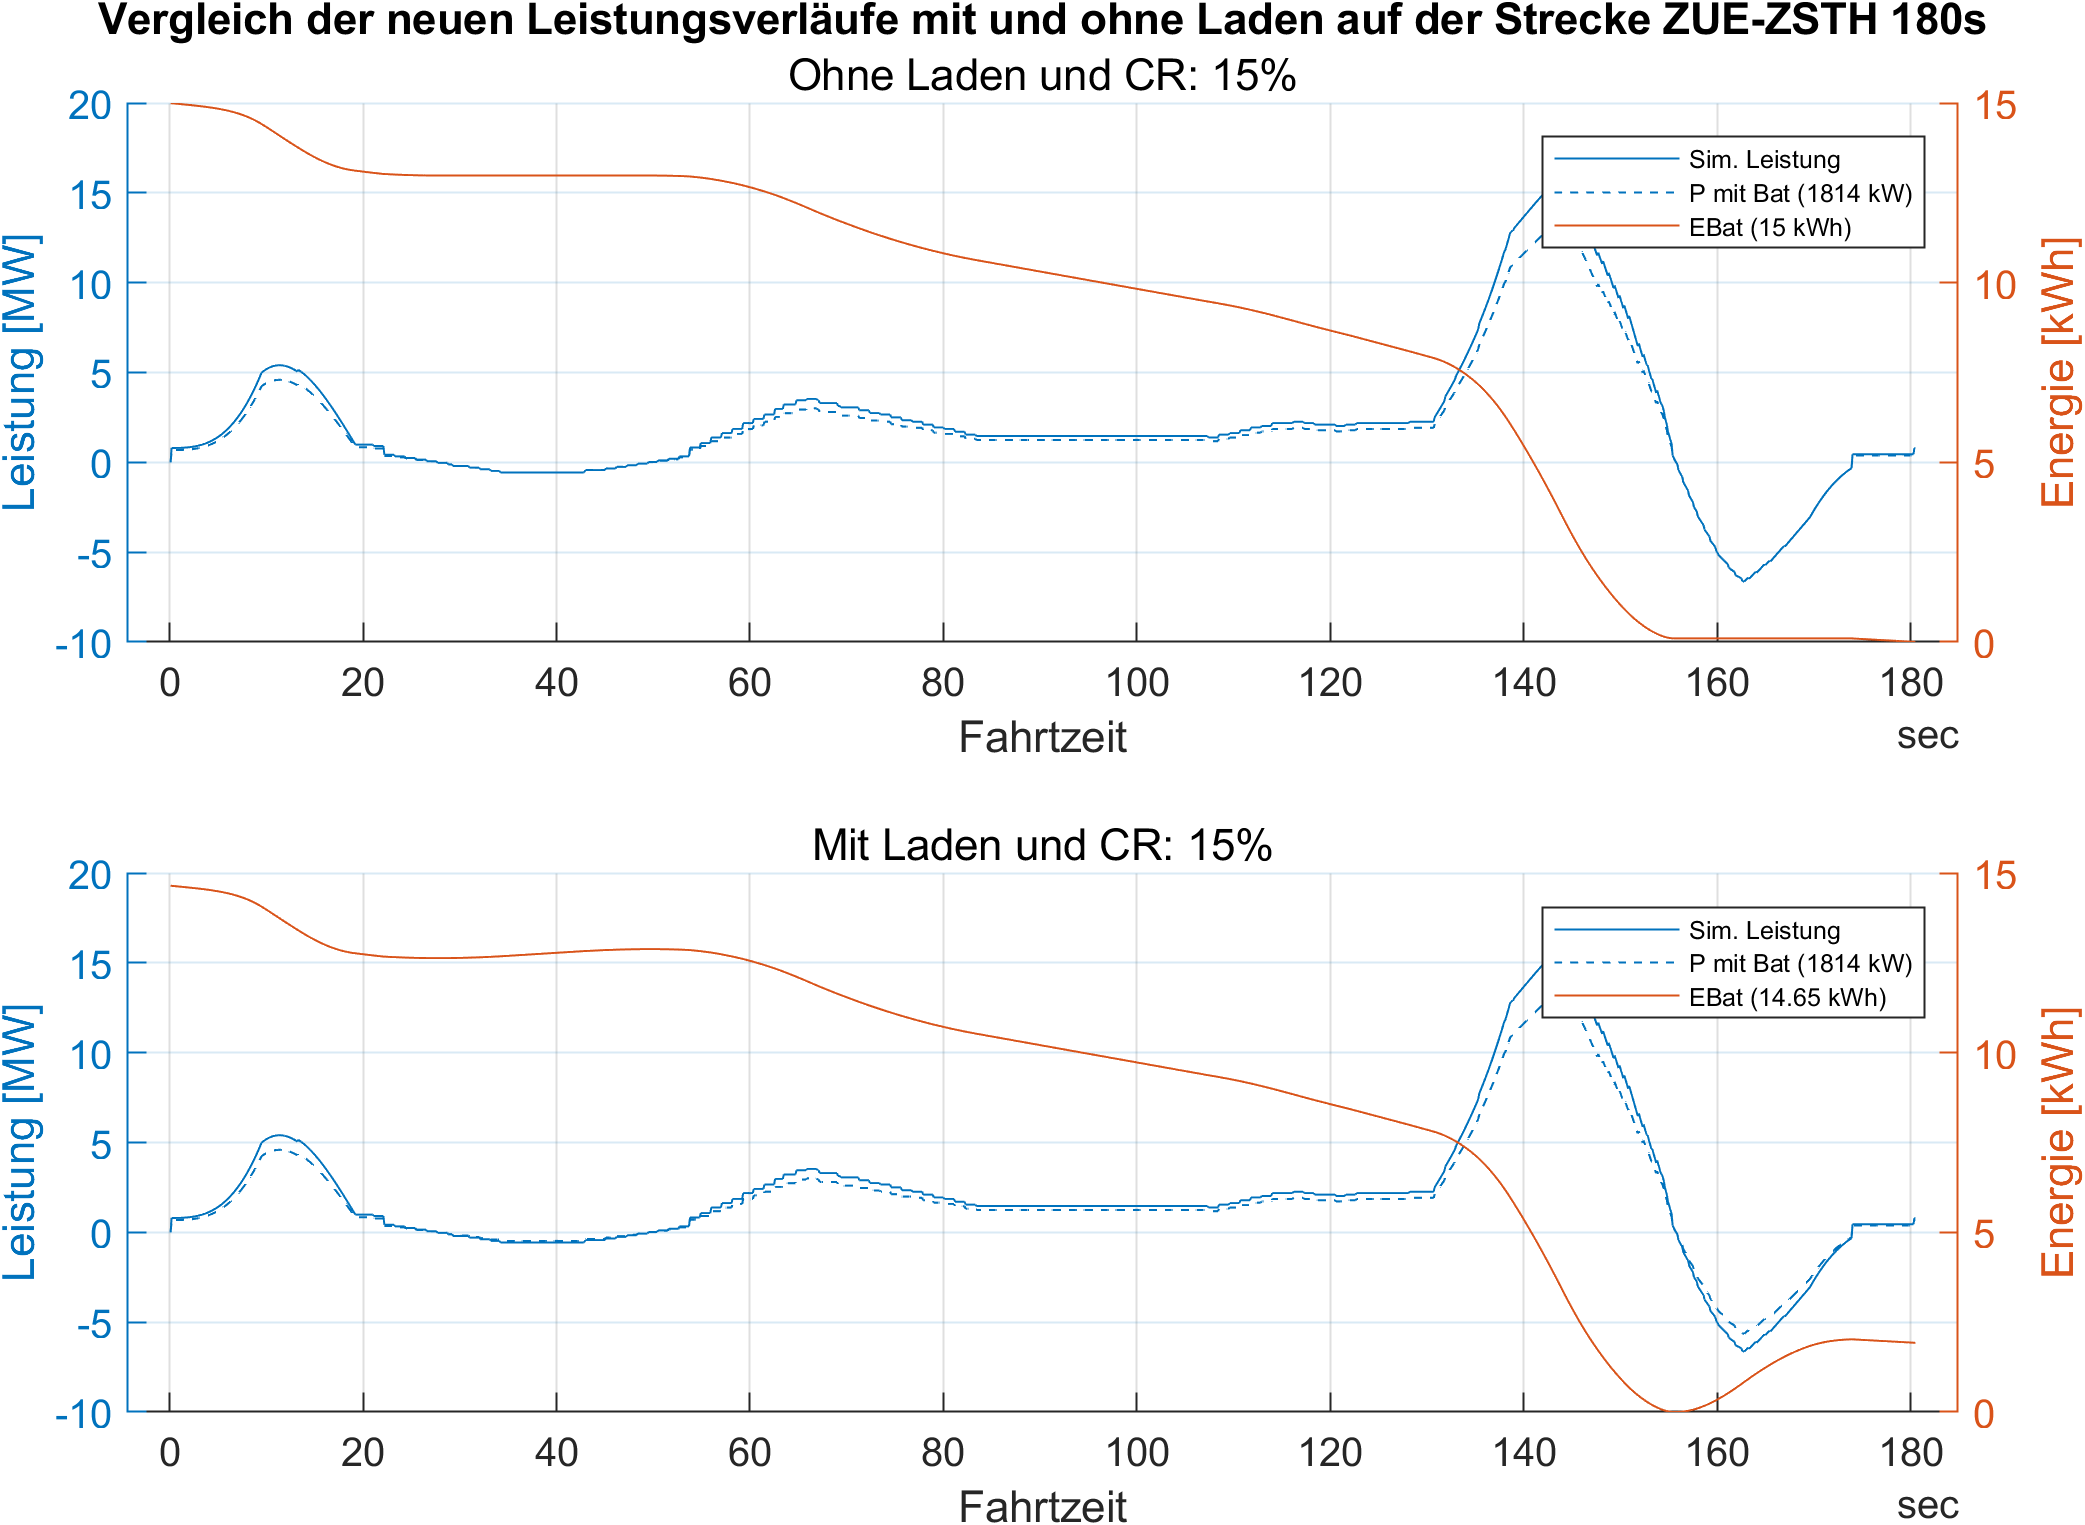 Vergleich der neuen Leistungsverläufe mit und ohne Laden auf der Strecke ZUE-ZSTH 180s
Ohne Laden und CR: 15%
20
15
10
5
0
-5
-10
Leistung [MW]
15
10
5
0
Energie [kWh]
Sim. Leistung
P mit Bat (1814 kW)
EBat (15 kWh)
0 20 40 60 80 100 120 140 160 180
Fahrtzeit sec
Mit Laden und CR: 15%
20
15
10
5
0
-5
-10
Leistung [MW]
15
10
5
0
Energie [kWh]
Sim. Leistung
P mit Bat (1814 kW)
EBat (14.65 kWh)
0 20 40 60 80 100 120 140 160 180
Fahrtzeit sec